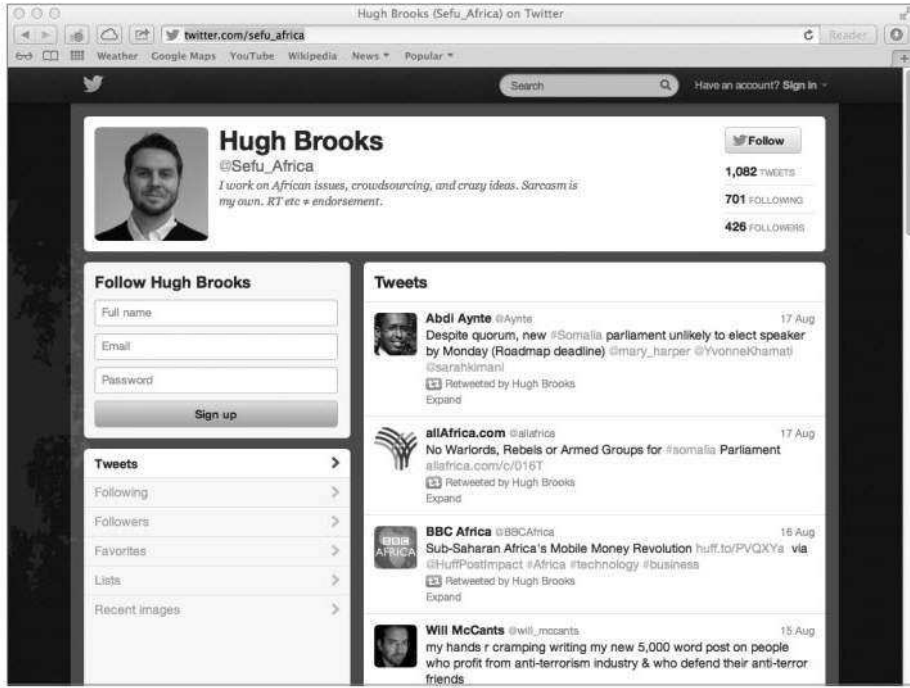 Hugh Brooks (Sefu_Africa) on Twitter
twitter.com/sefu_africa
Reader
Weather Google Maps YouTube Wikipedia News Popular
Search
Have an account? Sign in
Hugh Brooks
@Sefu_Africa
I work on African issues, crowdsourcing, and crazy ideas. Sarcasm is
my own. RT etc ≠ endorsement.
Follow
1,082 TWEETS
701 FOLLOWING
426 FOLLOWERS
Follow Hugh Brooks
Full name
Email
Password
Sign up
Tweets
Following
Followers
Favorites
Lists
Recent images
Tweets
Abdi Aynte @Aynte 17 Aug
Despite quorum, new #Somalia parliament unlikely to elect speaker
by Monday (Roadmap deadline) @mary_harper @YvonneKhamati
@sarahkimani
Retweeted by Hugh Brooks
Expand
allAfrica.com @allafrica 17 Aug
No Warlords, Rebels or Armed Groups for #somalia Parliament
allafrica.com/c/016T
Retweeted by Hugh Brooks
Expand
BBC
AFRICA
BBC Africa @BBCAfrica 16 Aug
Sub-Saharan Africa's Mobile Money Revolution huff.to/PVQXYa via
@HuffPostImpact #Africa #technology #business
Retweeted by Hugh Brooks
Expand
Will McCants @will_mccants 15 Aug
my hands r cramping writing my new 5,000 word post on people
who profit from anti-terrorism industry & who defend their anti-terror
friends